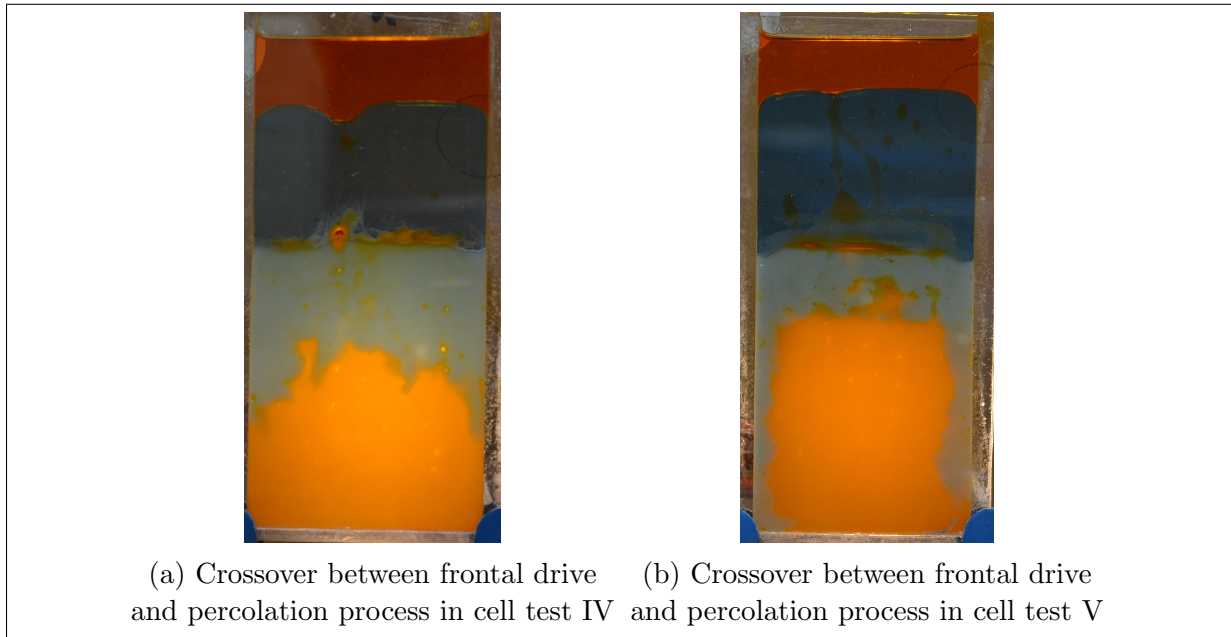 (a) Crossover between frontal drive
and percolation process in cell test IV
(b) Crossover between frontal drive
and percolation process in cell test V